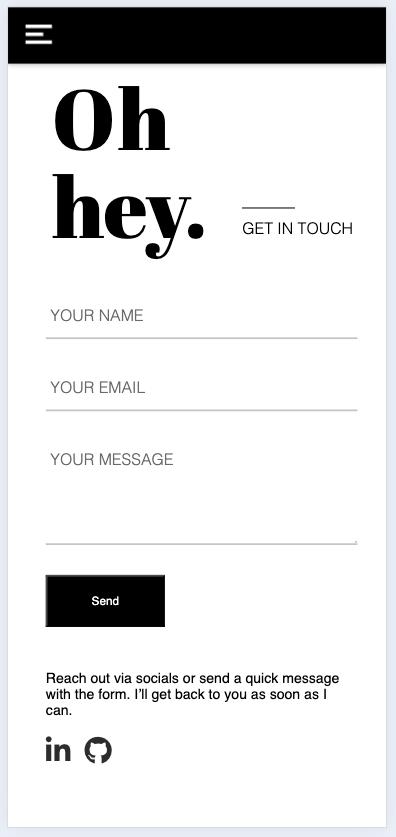 Oh
hey.
GET IN TOUCH
YOUR NAME
YOUR EMAIL
YOUR MESSAGE
Send
Reach out via socials or send a quick message
with the form. I’ll get back to you as soon as I
can.
in